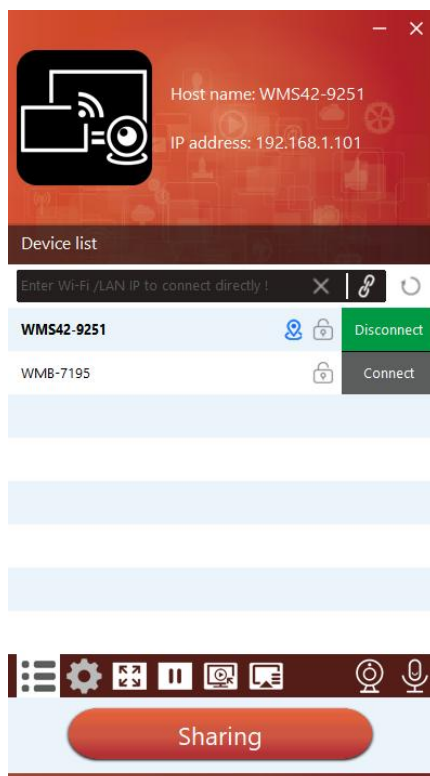 Host name: WMS42-9251
IP address: 192.168.1.101
Device list
Enter Wi-Fi /LAN IP to connect directly !
WMS42-9251 Disconnect
WMB-7195 Connect
Sharing